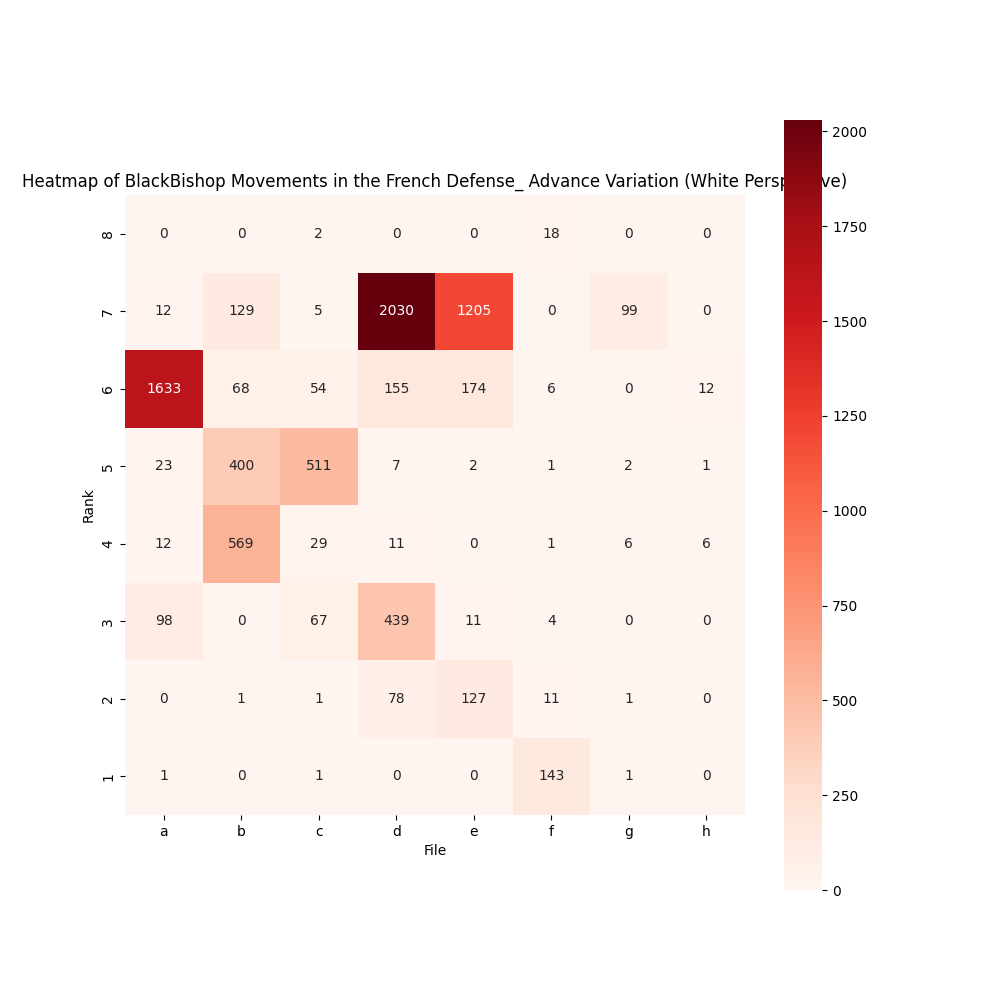 Heatmap of BlackBishop Movements in the French Defense_ Advance Variation (White Perspective)
8 0 0 2 0 0 18 0 0
7 12 129 5 2030 1205 0 99 0
6 1633 68 54 155 174 6 0 12
5 23 400 511 7 2 1 2 1
Rank
4 12 569 29 11 0 1 6 6
3 98 0 67 439 11 4 0 0
2 0 1 1 78 127 11 1 0
1 1 0 1 0 0 143 1 0
a b c d e f g h
File
2000
1750
1500
1250
1000
750
500
250
0